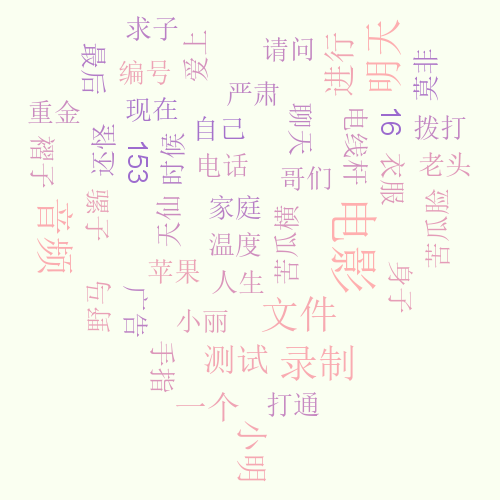 求子
爱上
请问
进行
明天
最后
编号
莫非
严肃
重金
现在
自己
聊天
电线杆
16
拨打
还怪
153
时候
褶子
电话
哥们
衣服
老头
骡子
天仙
家庭
苦瓜横
电影
苦瓜脸
音频
温度
苹果
人生
身子
野马
广告
小丽
文件
手指
测试
录制
一个
打通
小明